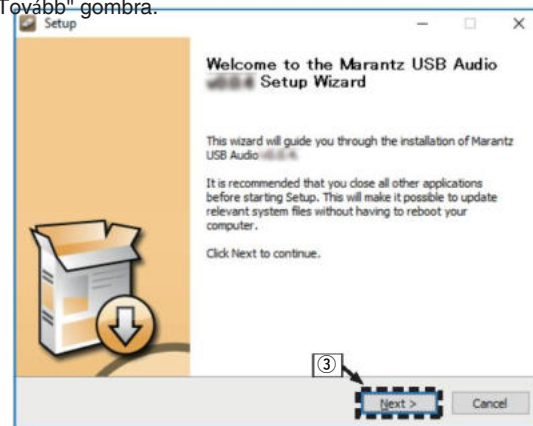 Tovább" gombra.
Setup
Welcome to the Marantz USB Audio
Setup Wizard
This wizard will guide you through the installation of Marantz
USB Audio
It is recommended that you close all other applications
before starting Setup. This will make it possible to update
relevant system files without having to reboot your
computer.
Click Next to continue.
③
Next >
Cancel